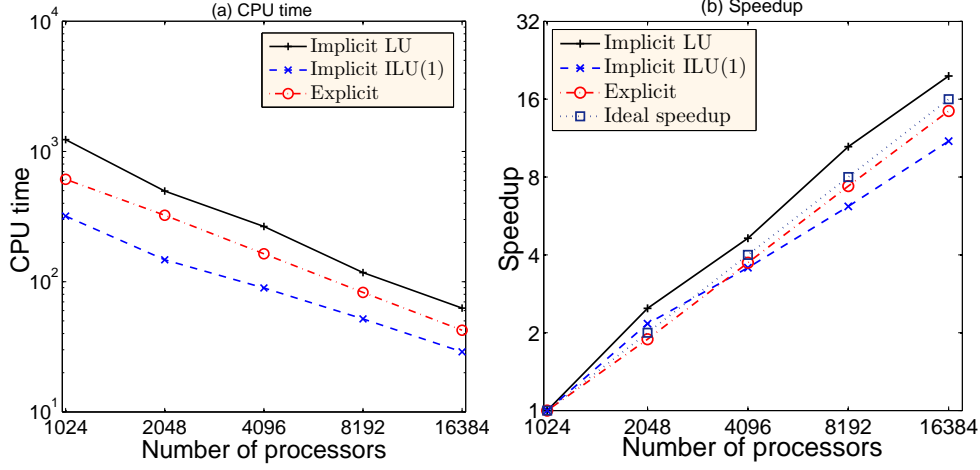 (a) CPU time
10^4
10^3
10^2
10^1
CPU time
Implicit LU
Implicit ILU(1)
Explicit
1024
2048
4096
8192
16384
Number of processors
(b) Speedup
32
16
8
4
2
1
Speedup
Implicit LU
Implicit ILU(1)
Explicit
Ideal speedup
1024
2048
4096
8192
16384
Number of processors